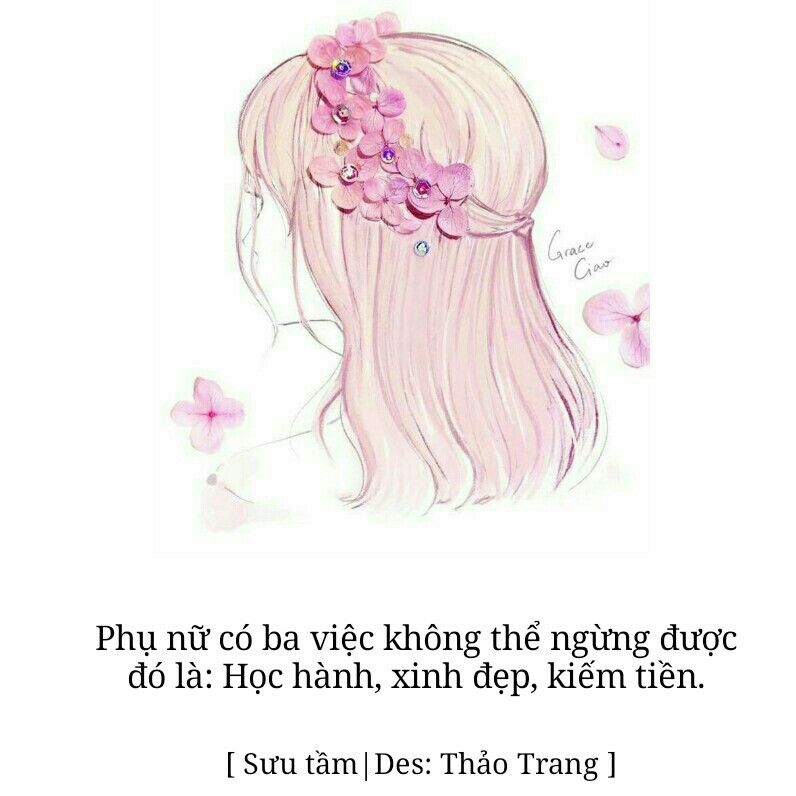 Grace
Ciao
Phụ nữ có ba việc không thể ngừng được
đó là: Học hành, xinh đẹp, kiếm tiền.
[ Sưu tầm|Des: Thảo Trang ]